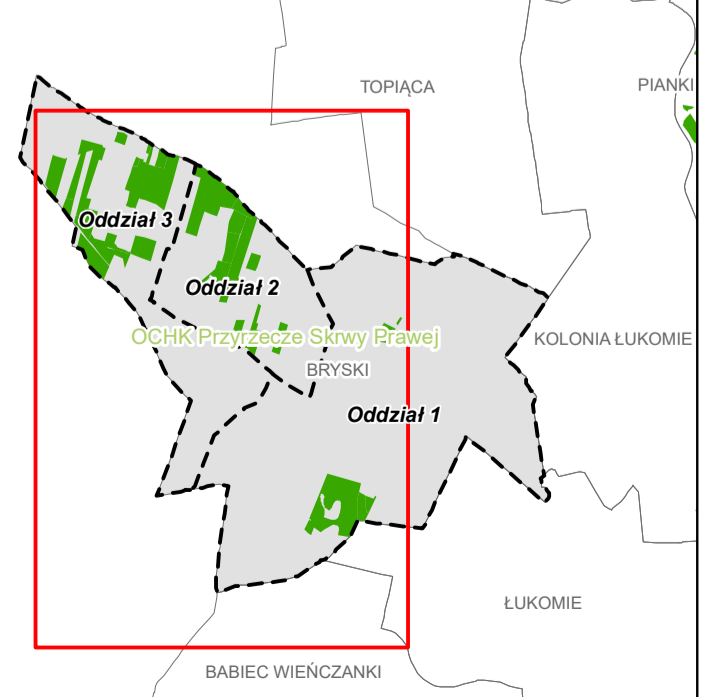 TOPIĄCA
PIANKI
Oddział 3
Oddział 2
OCHK Przyrzecze Skrwy Prawej
KOLONIA ŁUKOMIE
BRYSKI
Oddział 1
ŁUKOMIE
BABIEC WIEŃCZANKI